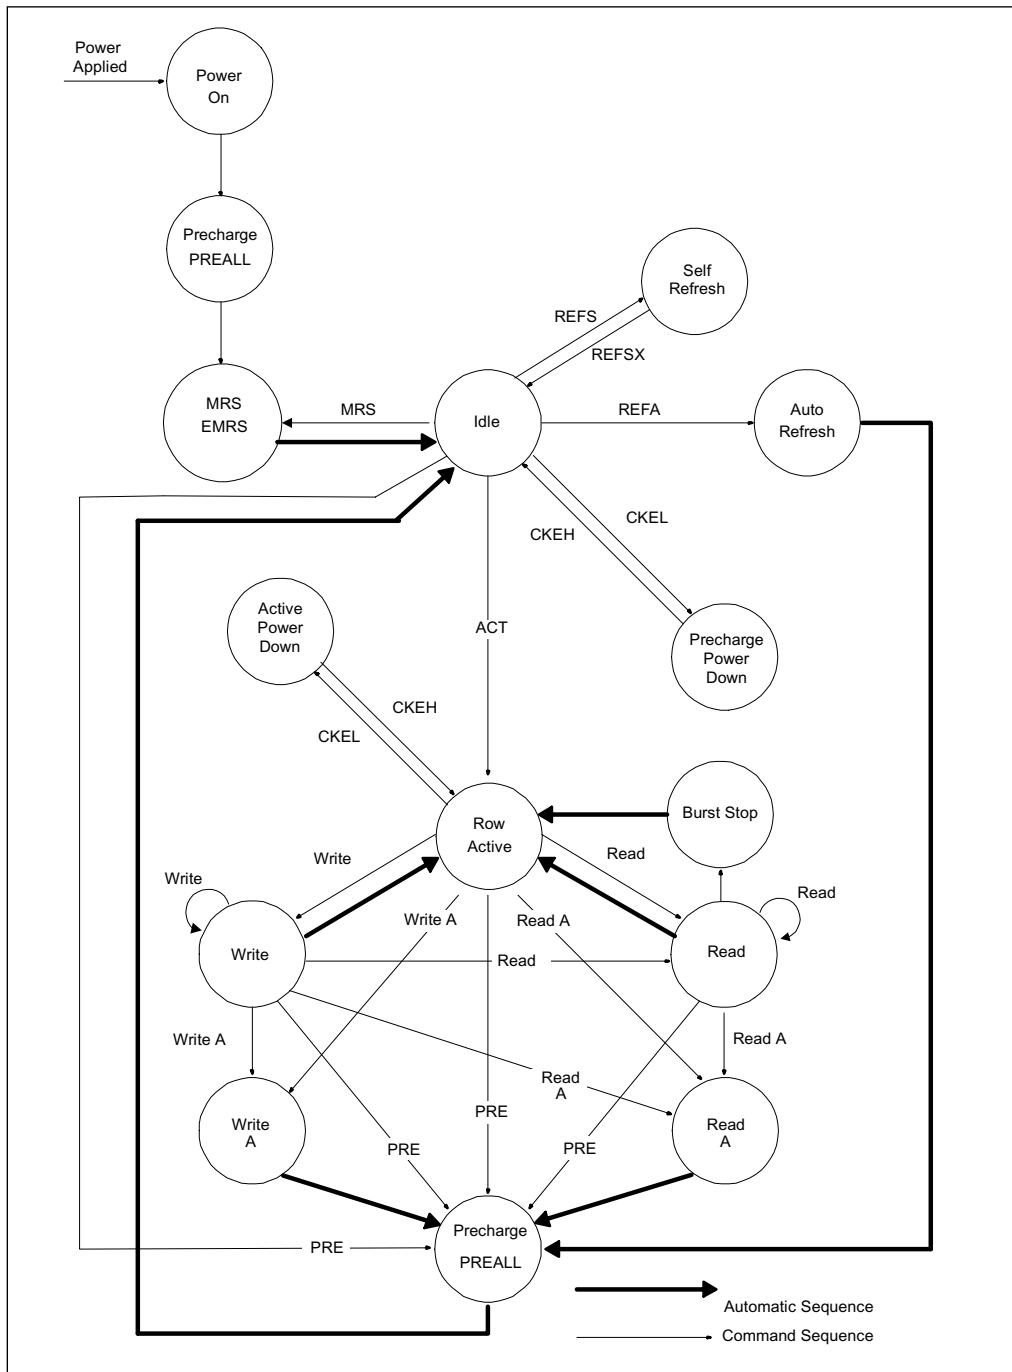 Power
Applied
Power
On
Precharge
PREALL
Self
Refresh
REFS
REFSX
MRS
EMRS
MRS
Idle
REFA
Auto
Refresh
CKEL
CKEH
Active
Power
Down
ACT
Precharge
Power
Down
CKEH
CKEL
Burst Stop
Row
Active
Write
Read
Write
Write A
Read A
Read
Write
Read
Read
Write A
Read
A
Read A
Write
A
PRE
PRE
PRE
Read
A
Precharge
PREALL
PRE
Automatic Sequence
Command Sequence